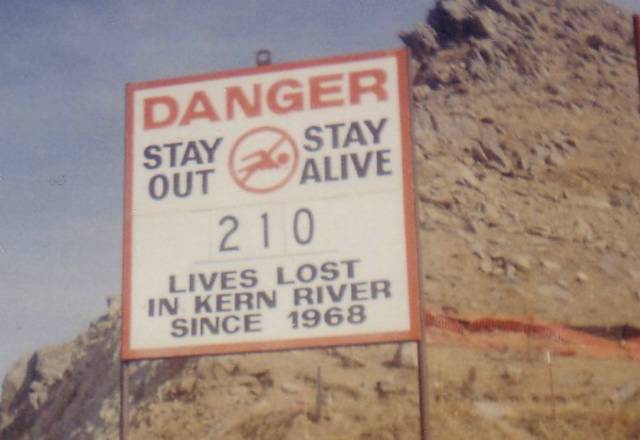 DANGER
STAY OUT
STAY ALIVE
210
LIVES LOST
IN KERN RIVER
SINCE 1968